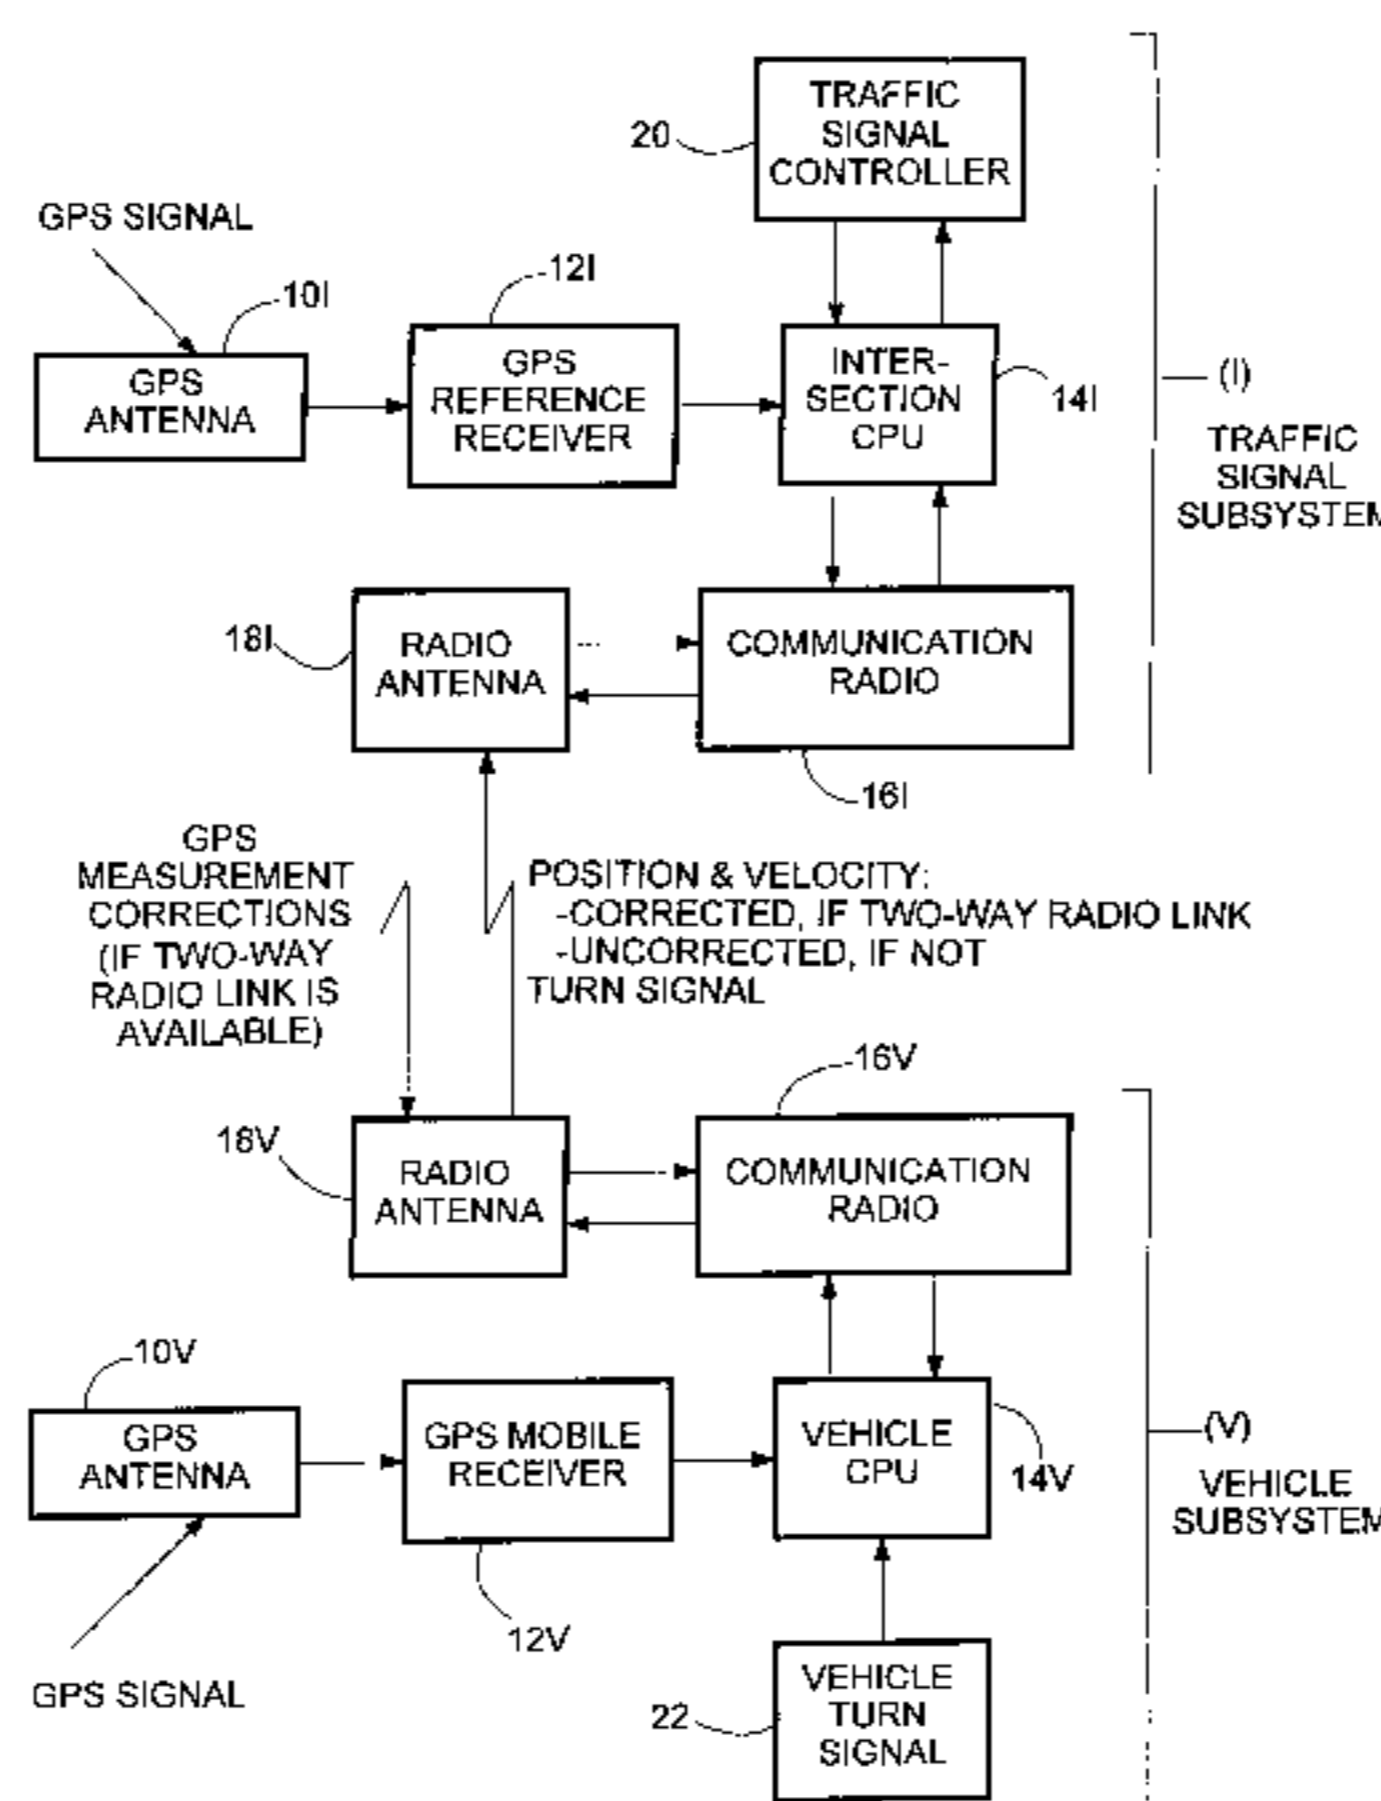 TRAFFIC
SIGNAL
CONTROLLER
20
GPS SIGNAL
10I
12I
GPS
ANTENNA
GPS
REFERENCE
RECEIVER
INTER-
SECTION
CPU
14I
(I)
TRAFFIC
SIGNAL
SUBSYSTEM
18I
RADIO
ANTENNA
COMMUNICATION
RADIO
16I
GPS
MEASUREMENT
CORRECTIONS
(IF TWO-WAY
RADIO LINK IS
AVAILABLE)
POSITION & VELOCITY:
-CORRECTED, IF TWO-WAY RADIO LINK
-UNCORRECTED, IF NOT
TURN SIGNAL
16V
18V
RADIO
ANTENNA
COMMUNICATION
RADIO
10V
GPS
ANTENNA
GPS MOBILE
RECEIVER
VEHICLE
CPU
14V
(V)
VEHICLE
SUBSYSTEM
12V
GPS SIGNAL
22
VEHICLE
TURN
SIGNAL